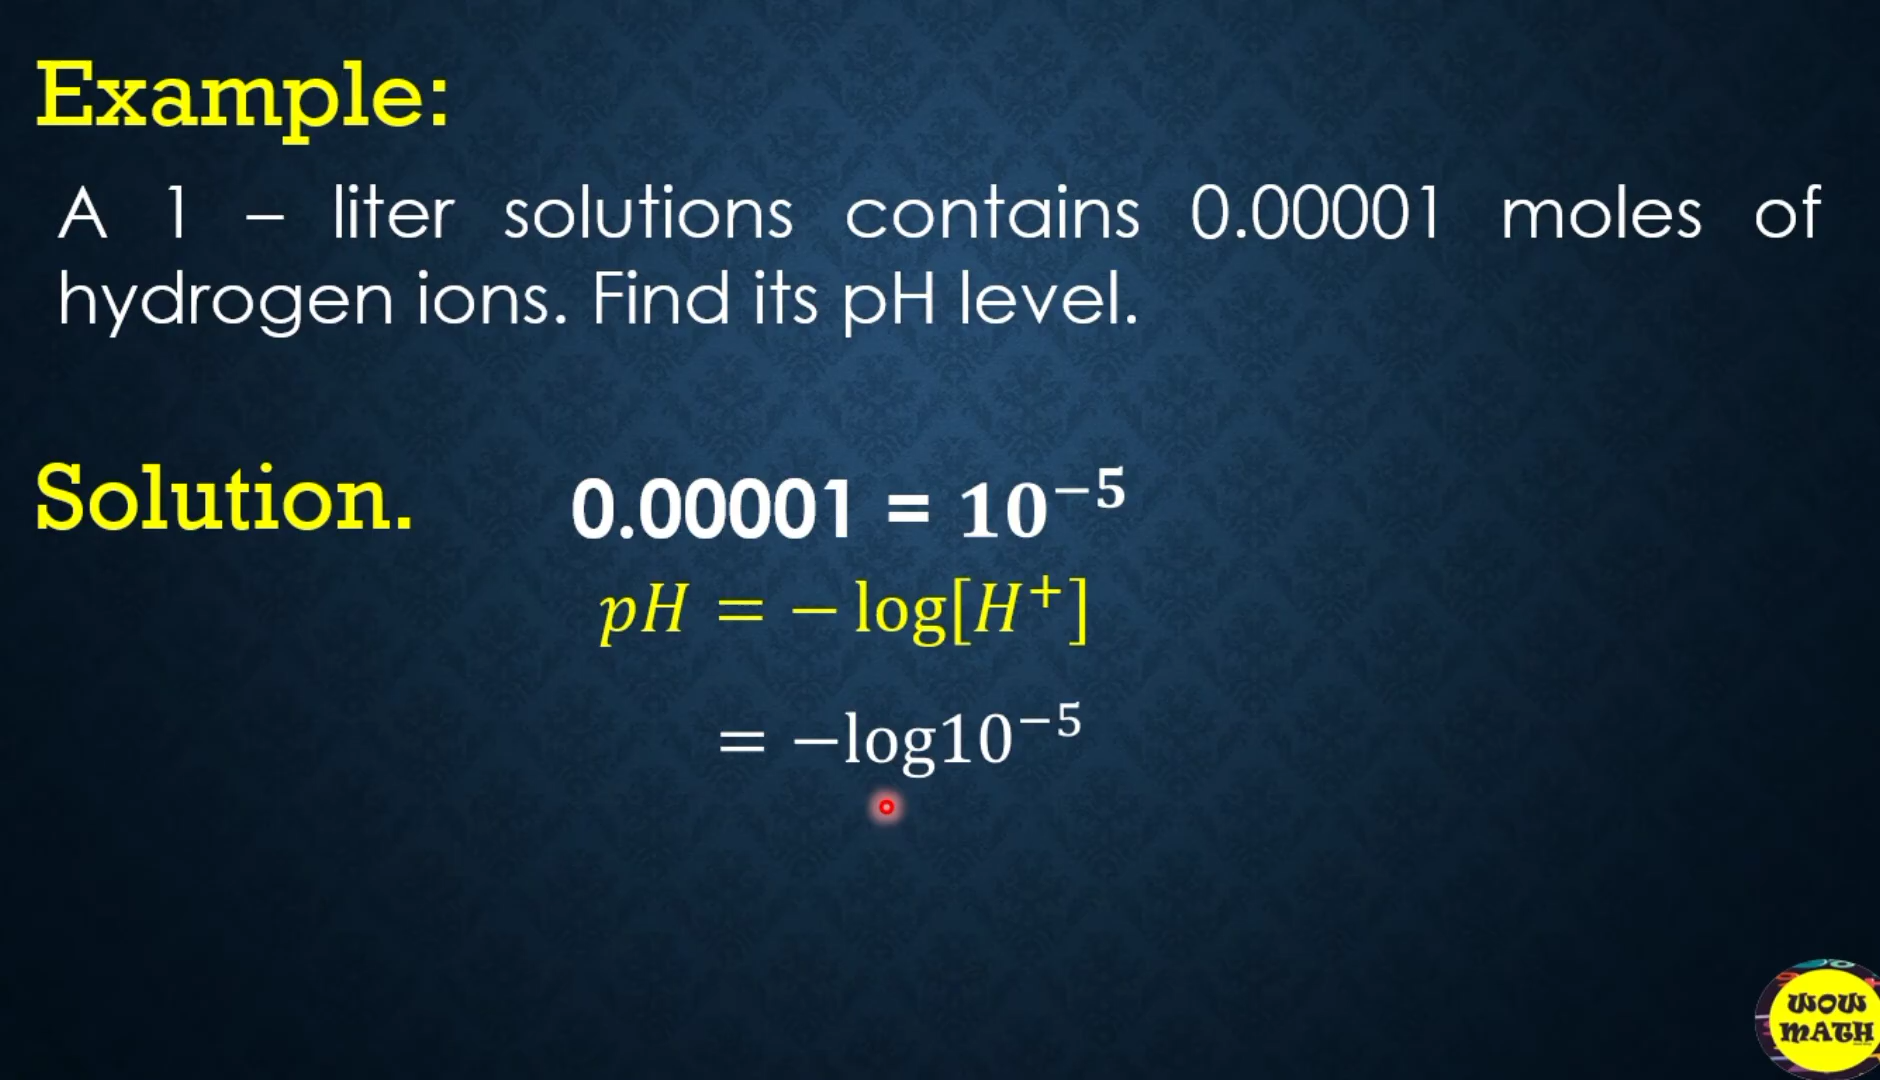 Example:
A 1 – liter solutions contains 0.00001 moles of
hydrogen ions. Find its pH level.
Solution. 0.00001 = 10⁻⁵
pH = − log[H⁺]
= −log10⁻⁵
WOW
MATH